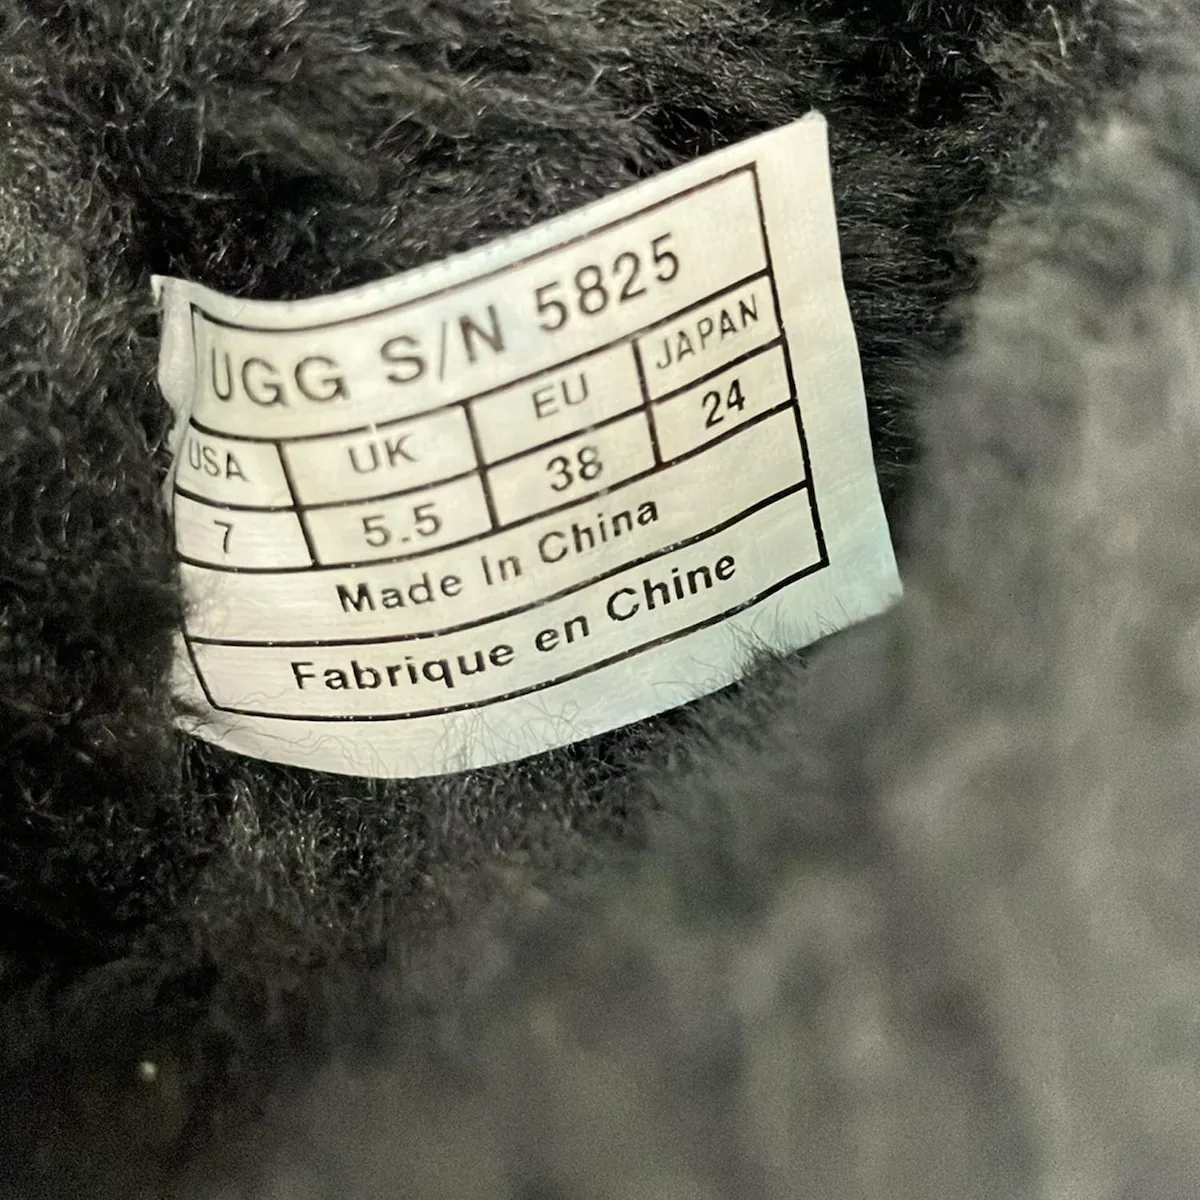 UGG S/N 5825
USA UK EU JAPAN
7 5.5 38 24
Made In China
Fabrique en Chine